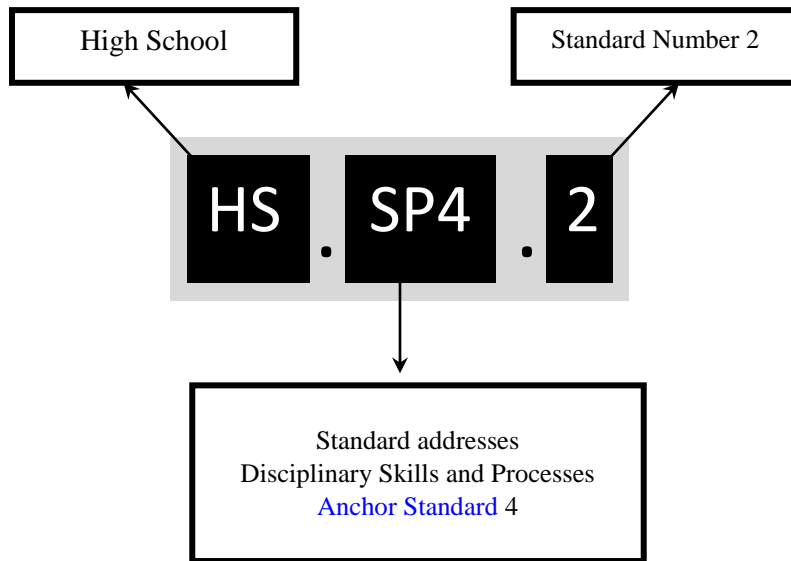 High School
Standard Number 2
HS . SP4 . 2
Standard addresses
Disciplinary Skills and Processes
Anchor Standard 4